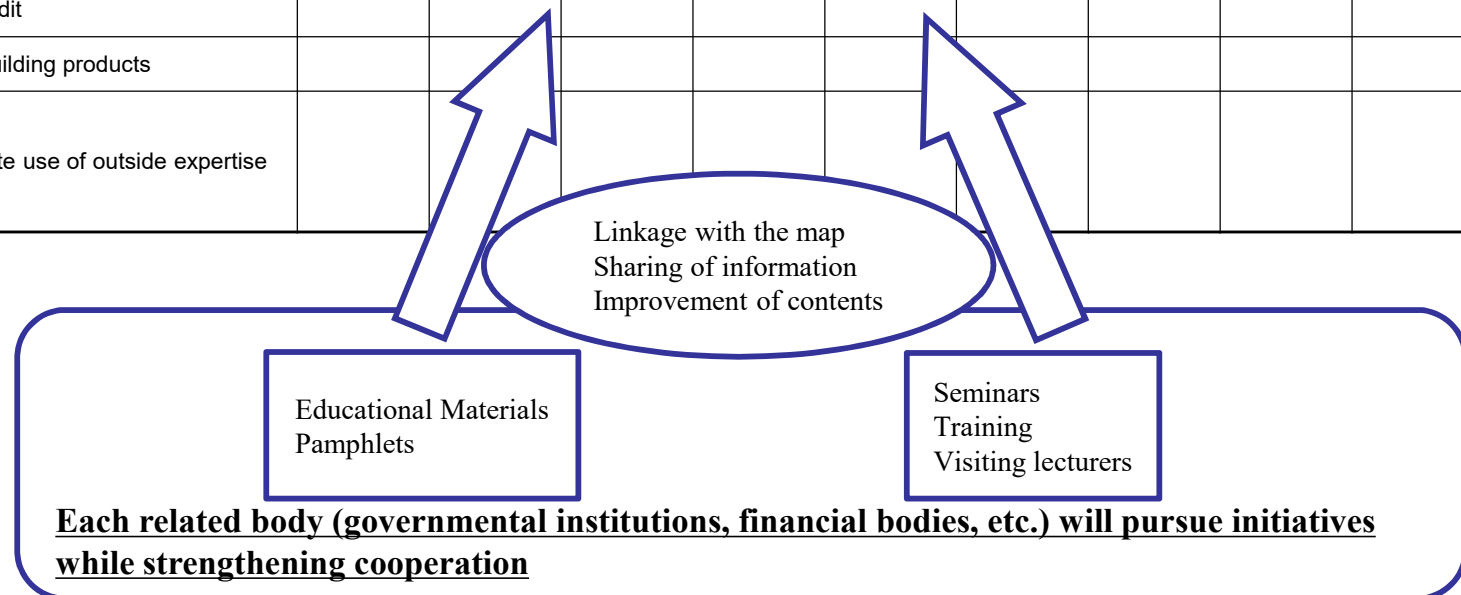 dit
ilding products
te use of outside expertise
Linkage with the map
Sharing of information
Improvement of contents
Educational Materials
Pamphlets
Seminars
Training
Visiting lecturers
Each related body (governmental institutions, financial bodies, etc.) will pursue initiatives
while strengthening cooperation